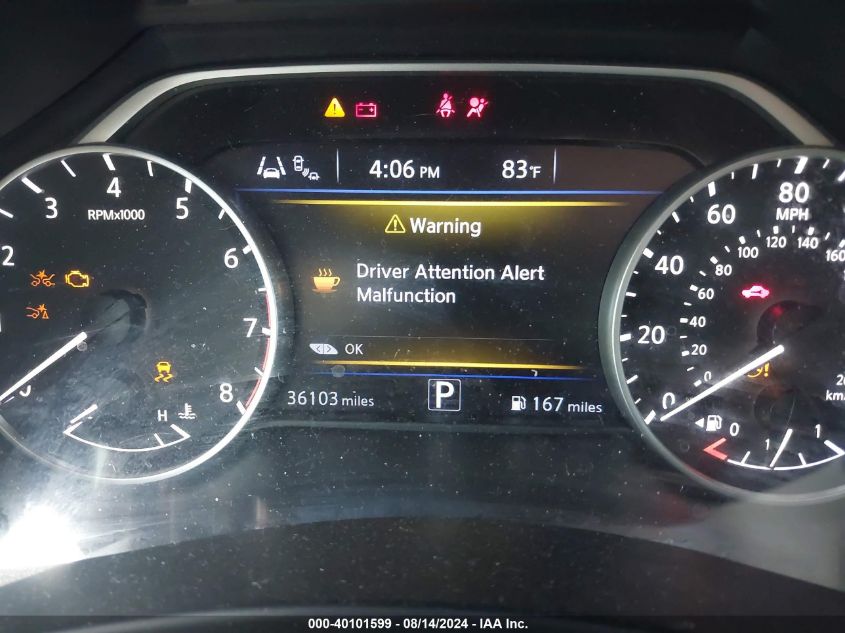 4:06 PM 83°F
Warning
Driver Attention Alert
Malfunction
OK
36103 miles P 167 miles
2 3 4 5 6 7 8
RPMx1000
H
0 20 40 60 80
MPH
0 20 40 60 80 100 120 140 160
km/
0 1 1
000-40101599 - 08/14/2024 - IAA Inc.